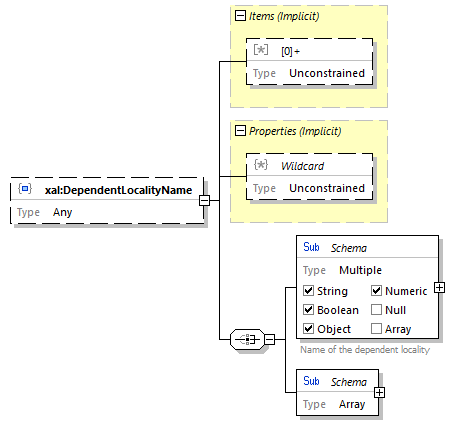 Items (Implicit)
[*] [0]+
Type Unconstrained
Properties (Implicit)
{*} Wildcard
Type Unconstrained
{} xal:DependentLocalityName
Type Any
Sub Schema
Type Multiple
String Numeric
Boolean Null
Object Array
Name of the dependent locality
Sub Schema
Type Array